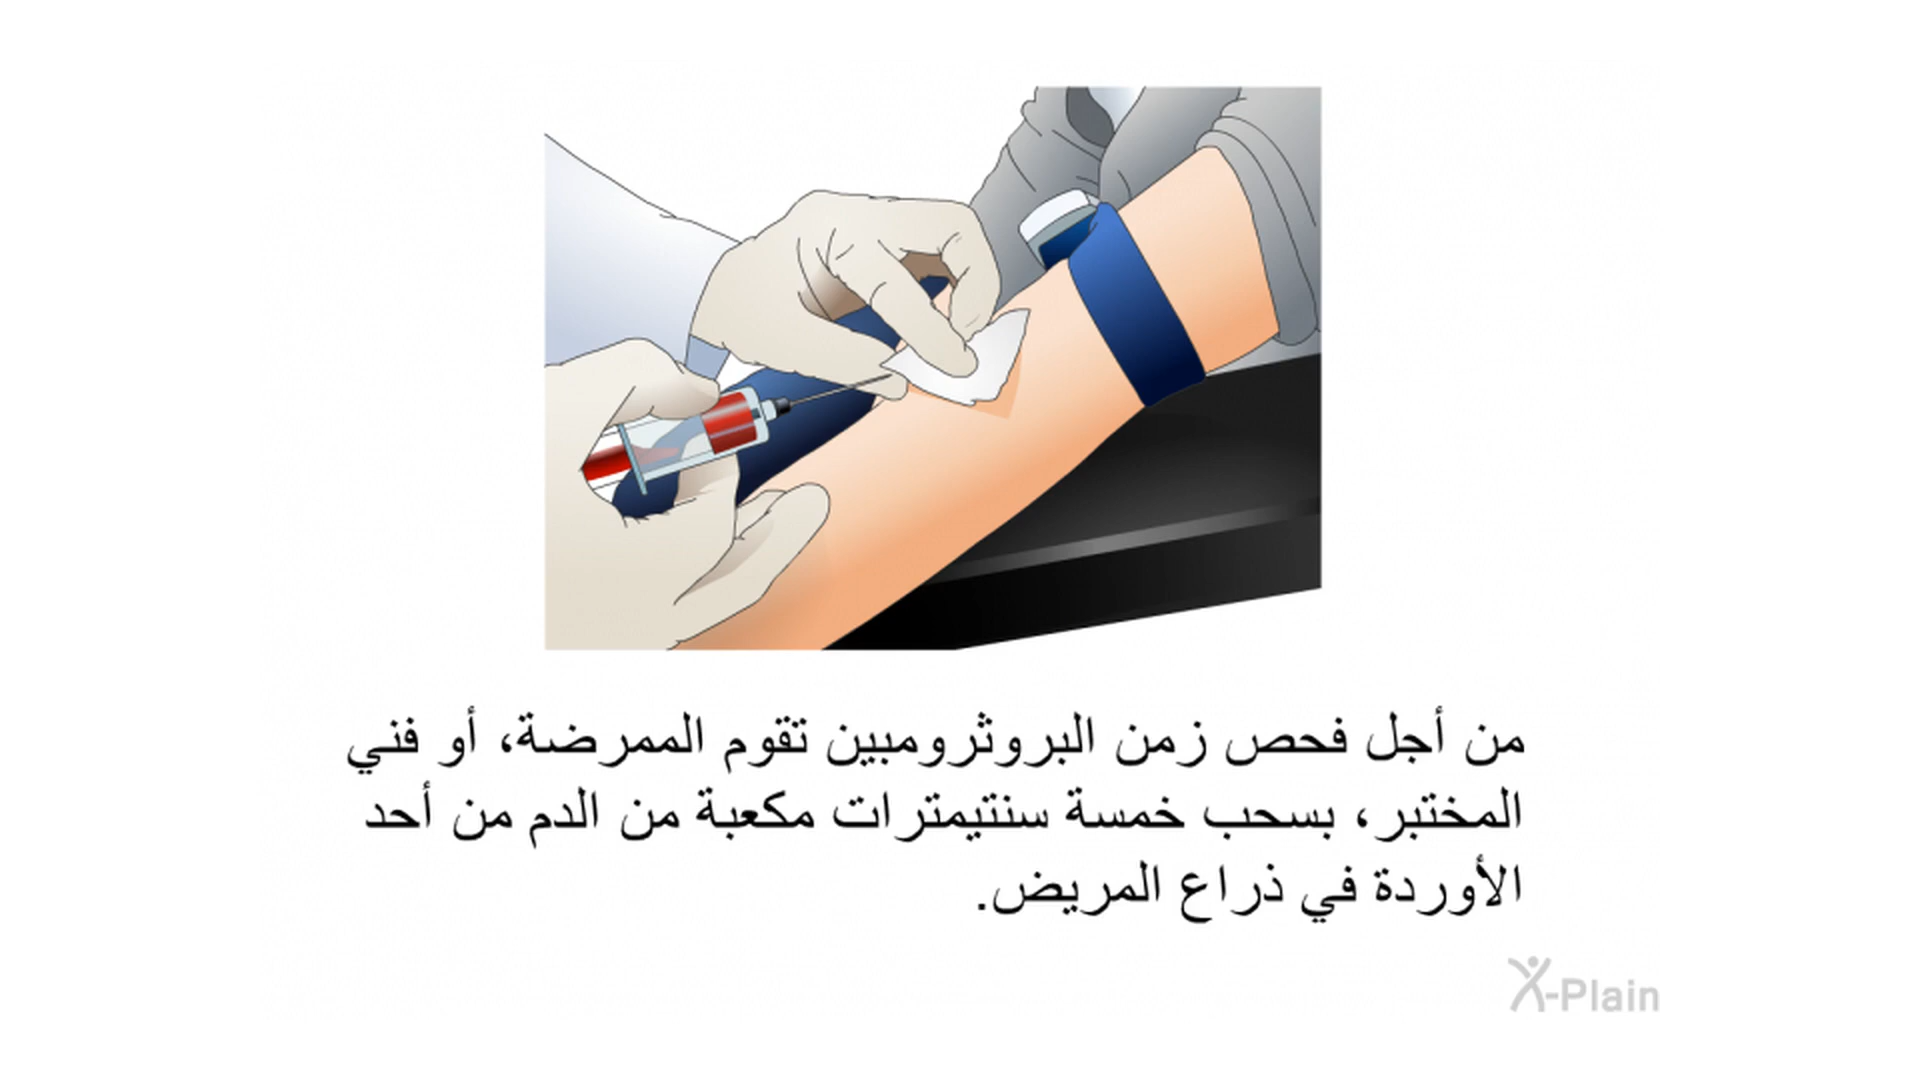 من أجل فحص زمن البروثرومبين تقوم الممرضة، أو فني
المختبر، بسحب خمسة سنتيمترات مكعبة من الدم من أحد
الأوردة في ذراع المريض.
X-Plain